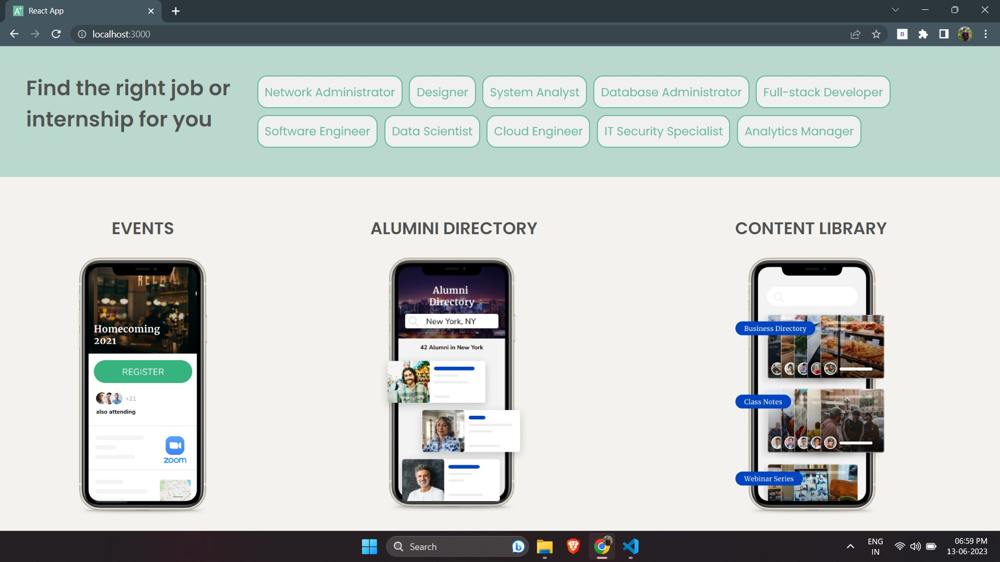 React App
localhost:3000
Find the right job or
internship for you
Network Administrator
Designer
System Analyst
Database Administrator
Full-stack Developer
Software Engineer
Data Scientist
Cloud Engineer
IT Security Specialist
Analytics Manager
EVENTS
RELAX
Homecoming
2021
REGISTER
+21
also attending
zoom
ALUMINI DIRECTORY
Alumni
Directory
New York, NY
42 Alumni in New York
CONTENT LIBRARY
Business Directory
Class Notes
Webinar Series
Search
ENG
IN
06:59 PM
13-06-2023